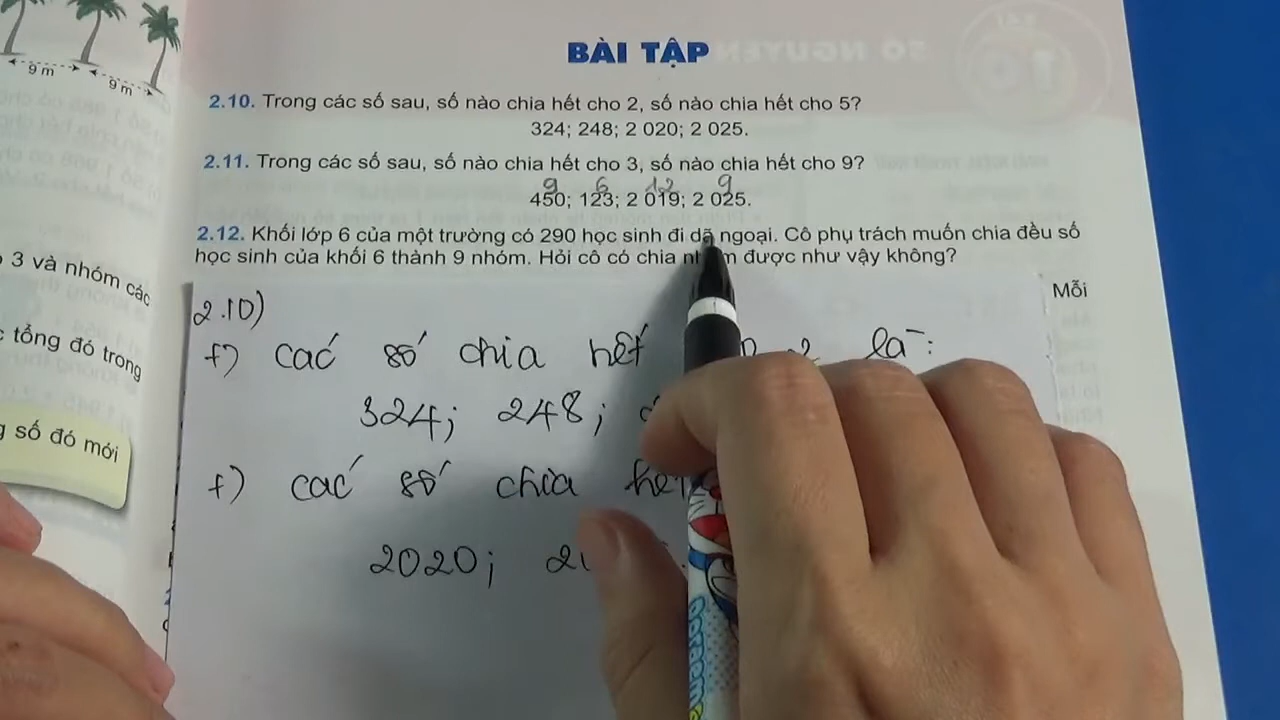 9 m
9 m
BÀI TẬP
2.10. Trong các số sau, số nào chia hết cho 2, số nào chia hết cho 5?
324; 248; 2 020; 2 025.
2.11. Trong các số sau, số nào chia hết cho 3, số nào chia hết cho 9?
9 6 12 9
450; 123; 2 019; 2 025.
2.12. Khối lớp 6 của một trường có 290 học sinh đi dã ngoại. Cô phụ trách muốn chia đều số
học sinh của khối 6 thành 9 nhóm. Hỏi cô có chia được như vậy không?
3 và nhóm các
tổng đó trong
số đó mới
Mỗi
2.10)
+) các số chia hết là:
324; 248;
+) các số chia hết
2020;
Doraemon